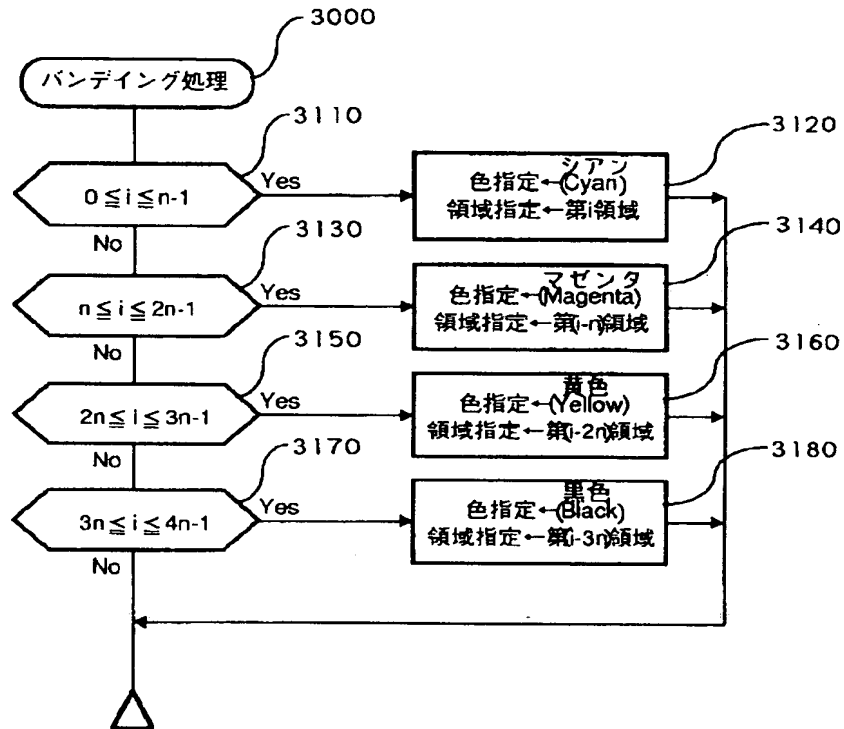 3000
バンデイング処理
3110
0≦i≦n-1
Yes
No
シアン
色指定←(Cyan)
領域指定←第i領域
3120
3130
n≦i≦2n-1
Yes
No
マゼンタ
色指定←(Magenta)
領域指定←第(i-n)領域
3140
3150
2n≦i≦3n-1
Yes
No
黄色
色指定←(Yellow)
領域指定←第(i-2n)領域
3160
3170
3n≦i≦4n-1
Yes
No
黒色
色指定←(Black)
領域指定←第(i-3n)領域
3180